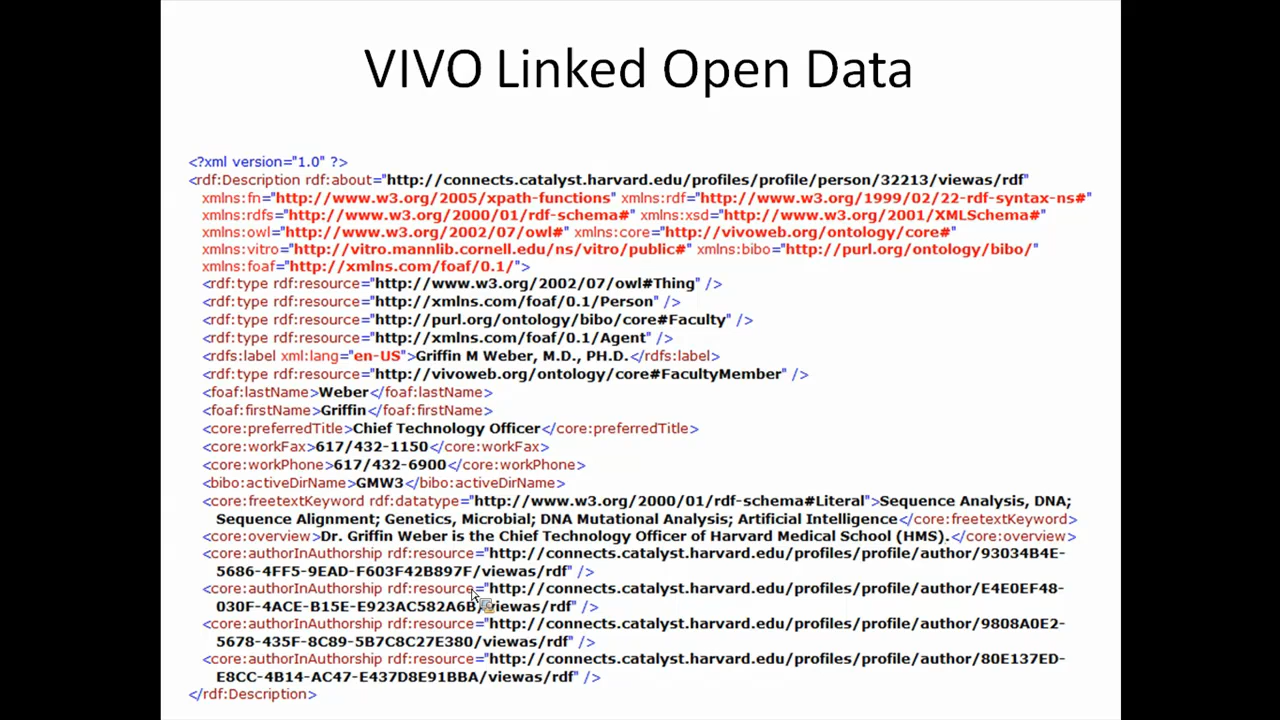 VIVO Linked Open Data
<?xml version="1.0" ?>
<rdf:Description rdf:about="http://connects.catalyst.harvard.edu/profiles/profile/person/32213/viewas/rdf"
xmlns:fn="http://www.w3.org/2005/xpath-functions" xmlns:rdf="http://www.w3.org/1999/02/22-rdf-syntax-ns#"
xmlns:rdfs="http://www.w3.org/2000/01/rdf-schema#" xmlns:xsd="http://www.w3.org/2001/XMLSchema#"
xmlns:owl="http://www.w3.org/2002/07/owl#" xmlns:core="http://vivoweb.org/ontology/core#"
xmlns:vitro="http://vitro.mannlib.cornell.edu/ns/vitro/public#" xmlns:bibo="http://purl.org/ontology/bibo/"
xmlns:foaf="http://xmlns.com/foaf/0.1/">
<rdf:type rdf:resource="http://www.w3.org/2002/07/owl#Thing" />
<rdf:type rdf:resource="http://xmlns.com/foaf/0.1/Person" />
<rdf:type rdf:resource="http://purl.org/ontology/bibo/core#Faculty" />
<rdf:type rdf:resource="http://xmlns.com/foaf/0.1/Agent" />
<rdfs:label xml:lang="en-US">Griffin M Weber, M.D., PH.D.</rdfs:label>
<rdf:type rdf:resource="http://vivoweb.org/ontology/core#FacultyMember" />
<foaf:lastName>Weber</foaf:lastName>
<foaf:firstName>Griffin</foaf:firstName>
<core:preferredTitle>Chief Technology Officer</core:preferredTitle>
<core:workFax>617/432-1150</core:workFax>
<core:workPhone>617/432-6900</core:workPhone>
<bibo:activeDirName>GMW3</bibo:activeDirName>
<core:freetextKeyword rdf:datatype="http://www.w3.org/2000/01/rdf-schema#Literal">Sequence Analysis, DNA;
Sequence Alignment; Genetics, Microbial; DNA Mutational Analysis; Artificial Intelligence</core:freetextKeyword>
<core:overview>Dr. Griffin Weber is the Chief Technology Officer of Harvard Medical School (HMS).</core:overview>
<core:authorInAuthorship rdf:resource="http://connects.catalyst.harvard.edu/profiles/profile/author/93034B4E-
5686-4FF5-9EAD-F603F42B897F/viewas/rdf" />
<core:authorInAuthorship rdf:resource="http://connects.catalyst.harvard.edu/profiles/profile/author/E4E0EF48-
030F-4ACE-B15E-E923AC582A6B/viewas/rdf" />
<core:authorInAuthorship rdf:resource="http://connects.catalyst.harvard.edu/profiles/profile/author/9808A0E2-
5678-435F-8C89-5B7C8C27E380/viewas/rdf" />
<core:authorInAuthorship rdf:resource="http://connects.catalyst.harvard.edu/profiles/profile/author/80E137ED-
E8CC-4B14-AC47-E437D8E91BBA/viewas/rdf" />
</rdf:Description>